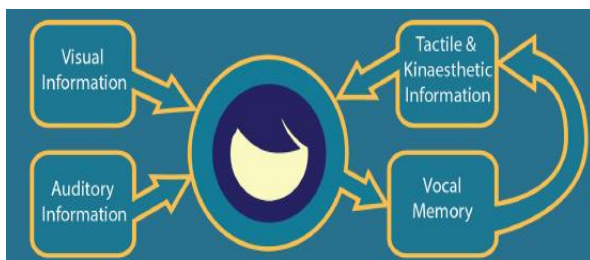 Visual
Information
Tactile &
Kinaesthetic
Information
Auditory
Information
Vocal
Memory